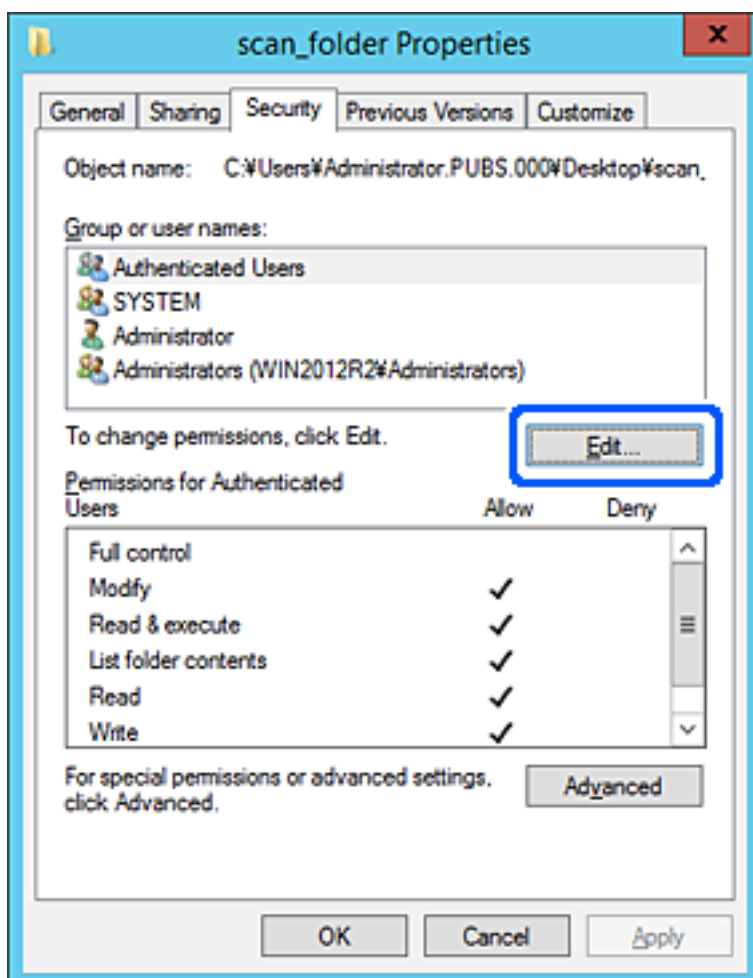 scan_folder Properties
x
General Sharing Security Previous Versions Customize
Object name: C:¥Users¥Administrator.PUBS.000¥Desktop¥scan_
Group or user names:
Authenticated Users
SYSTEM
Administrator
Administrators (WIN2012R2¥Administrators)
To change permissions, click Edit.
Edit...
Permissions for Authenticated
Users Allow Deny
Full control
Modify
Read & execute
List folder contents
Read
Write
For special permissions or advanced settings,
click Advanced.
Advanced
OK Cancel Apply